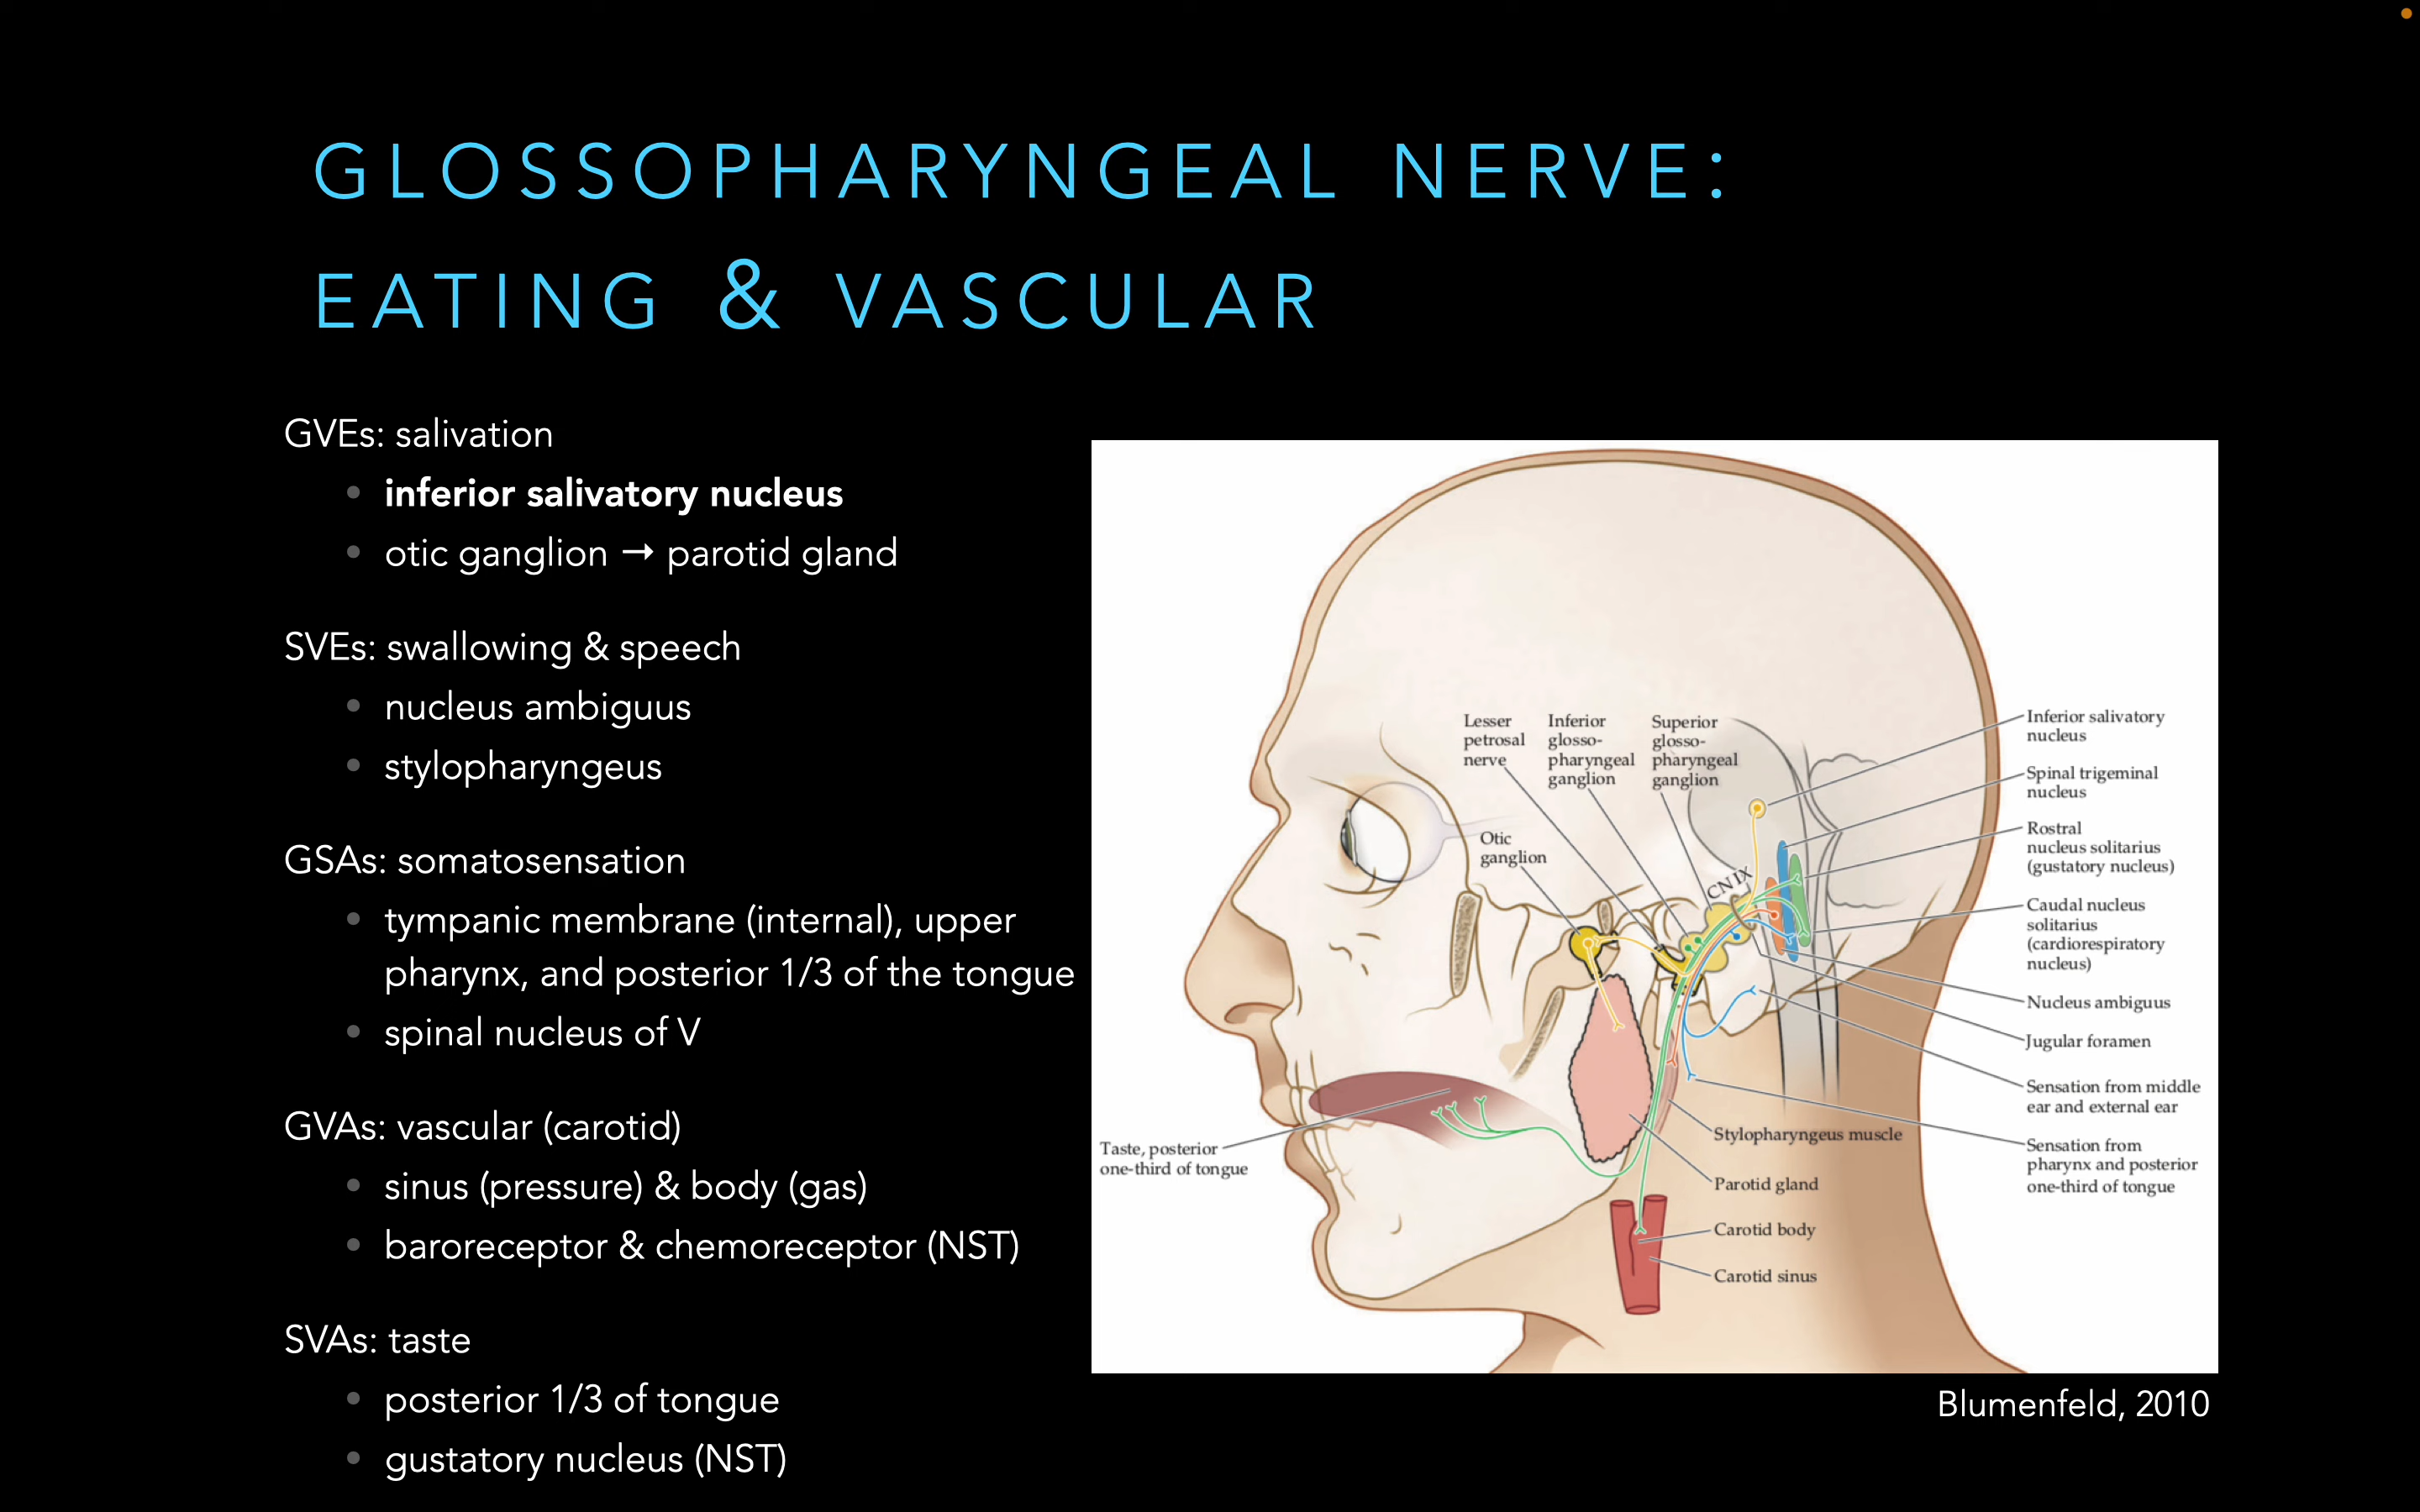 GLOSSOPHARYNGEAL NERVE:
EATING & VASCULAR
GVEs: salivation
• inferior salivatory nucleus
• otic ganglion → parotid gland
SVEs: swallowing & speech
• nucleus ambiguus
• stylopharyngeus
GSAs: somatosensation
• tympanic membrane (internal), upper
pharynx, and posterior 1/3 of the tongue
• spinal nucleus of V
GVAs: vascular (carotid)
• sinus (pressure) & body (gas)
• baroreceptor & chemoreceptor (NST)
SVAs: taste
• posterior 1/3 of tongue
• gustatory nucleus (NST)
Lesser
petrosal
nerve
Inferior
glosso-
pharyngeal
ganglion
Superior
glosso-
pharyngeal
ganglion
Otic
ganglion
CN IX
Inferior salivatory
nucleus
Spinal trigeminal
nucleus
Rostral
nucleus solitarius
(gustatory nucleus)
Caudal nucleus
solitarius
(cardiorespiratory
nucleus)
Nucleus ambiguus
Jugular foramen
Sensation from middle
ear and external ear
Sensation from
pharynx and posterior
one-third of tongue
Taste, posterior
one-third of tongue
Stylopharyngeus muscle
Parotid gland
Carotid body
Carotid sinus
Blumenfeld, 2010